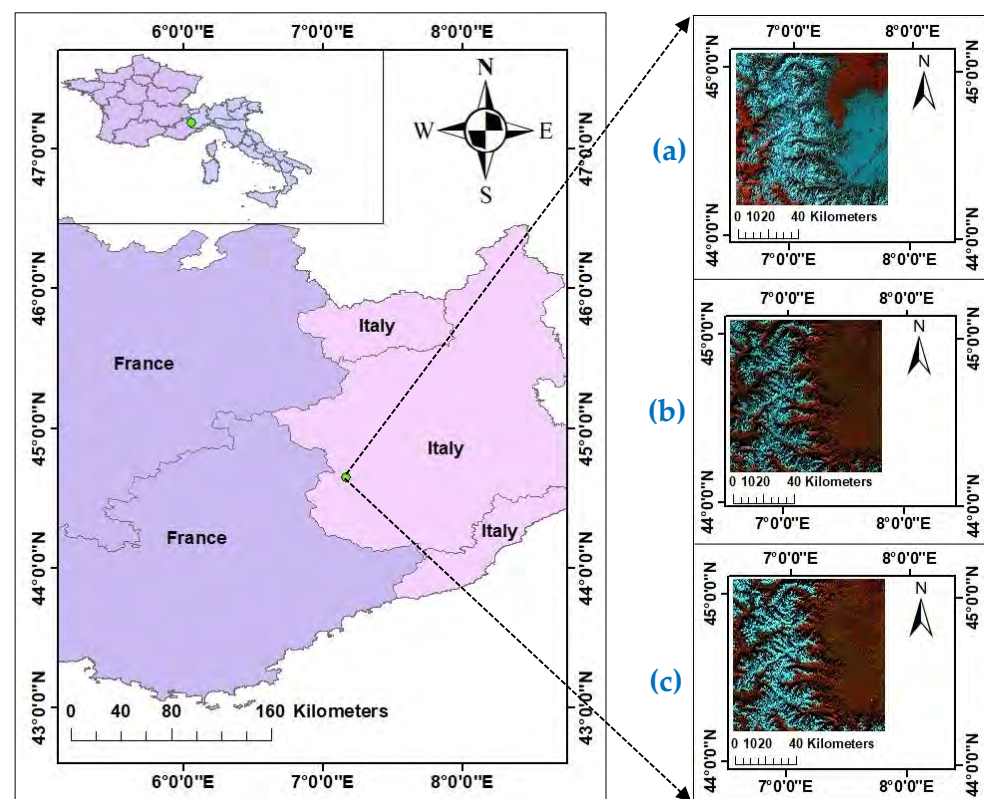 6°0'0"E 7°0'0"E 8°0'0"E
47°0'0"N
46°0'0"N
45°0'0"N
44°0'0"N
43°0'0"N
N
W E
S
Italy
France
Italy
Italy
France
0 40 80 160 Kilometers
47°0'0"N
46°0'0"N
45°0'0"N
44°0'0"N
43°0'0"N
6°0'0"E 7°0'0"E 8°0'0"E
(a)
7°0'0"E 8°0'0"E
45°0'0"N
44°0'0"N
N
0 1020 40 Kilometers
45°0'0"N
44°0'0"N
7°0'0"E 8°0'0"E
(b)
7°0'0"E 8°0'0"E
45°0'0"N
44°0'0"N
N
0 1020 40 Kilometers
45°0'0"N
44°0'0"N
7°0'0"E 8°0'0"E
(c)
7°0'0"E 8°0'0"E
45°0'0"N
44°0'0"N
N
0 1020 40 Kilometers
45°0'0"N
44°0'0"N
7°0'0"E 8°0'0"E